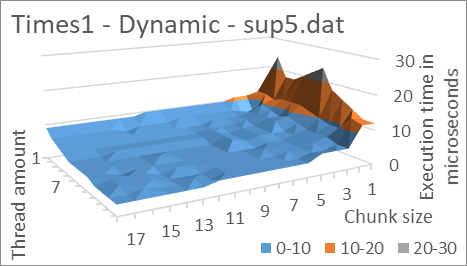 Times1 - Dynamic - sup5.dat
30
20
10
0
Execution time in
microseconds
1
7
Thread amount
17 15 13 11 9 7 5 3 1
Chunk size
0-10 10-20 20-30